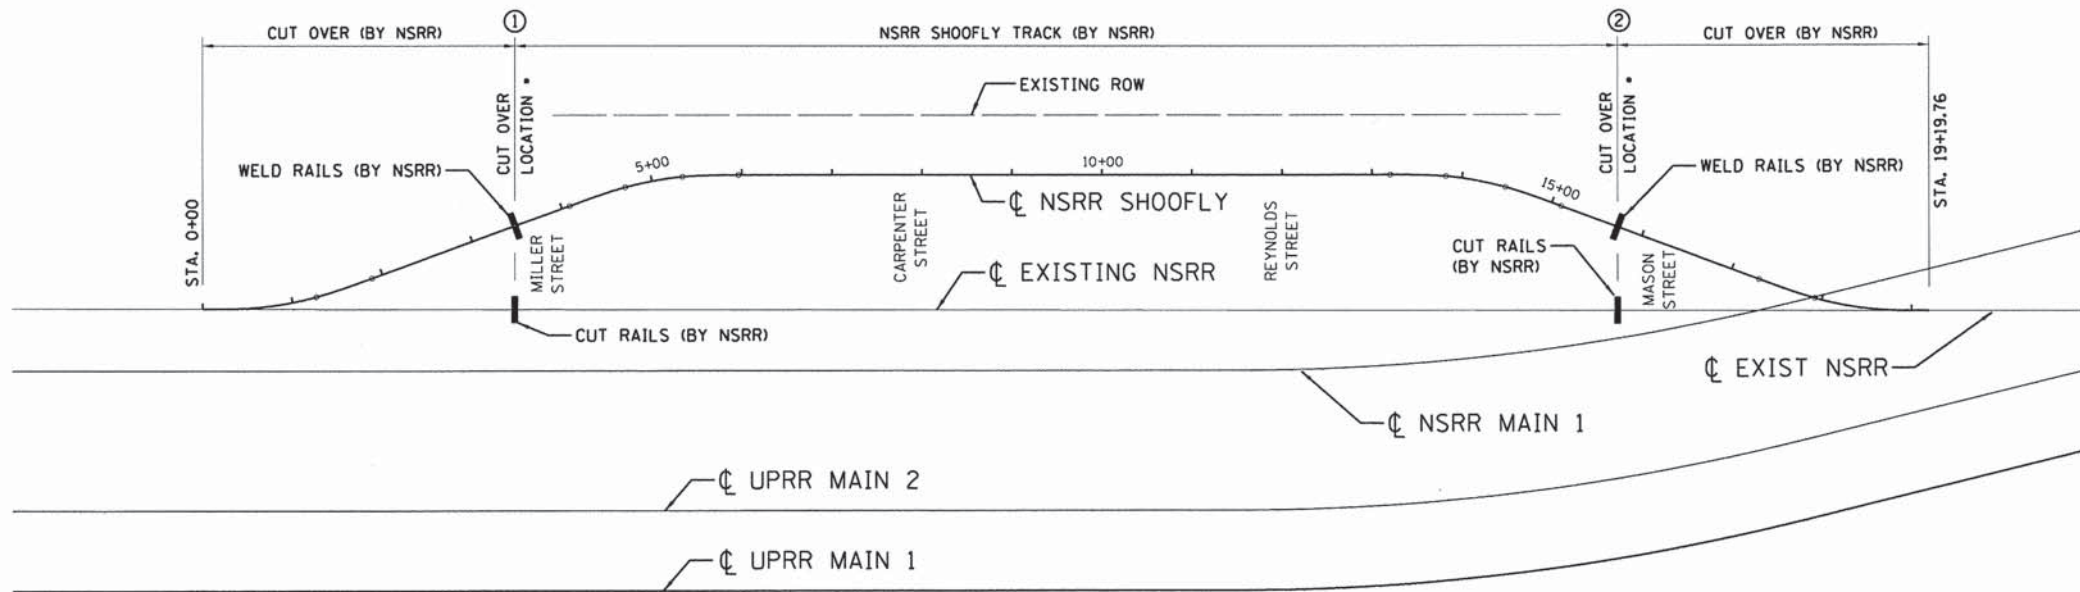 ①
②
CUT OVER (BY NSRR)
NSRR SHOOFLY TRACK (BY NSRR)
CUT OVER (BY NSRR)
EXISTING ROW
CUT OVER
LOCATION *
CUT OVER
LOCATION *
WELD RAILS (BY NSRR)
5+00
10+00
15+00
WELD RAILS (BY NSRR)
STA. 0+00
STA. 19+19.76
℄ NSRR SHOOFLY
MILLER
STREET
CARPENTER
STREET
REYNOLDS
STREET
MASON
STREET
CUT RAILS
(BY NSRR)
℄ EXISTING NSRR
CUT RAILS (BY NSRR)
℄ EXIST NSRR
℄ NSRR MAIN 1
℄ UPRR MAIN 2
℄ UPRR MAIN 1